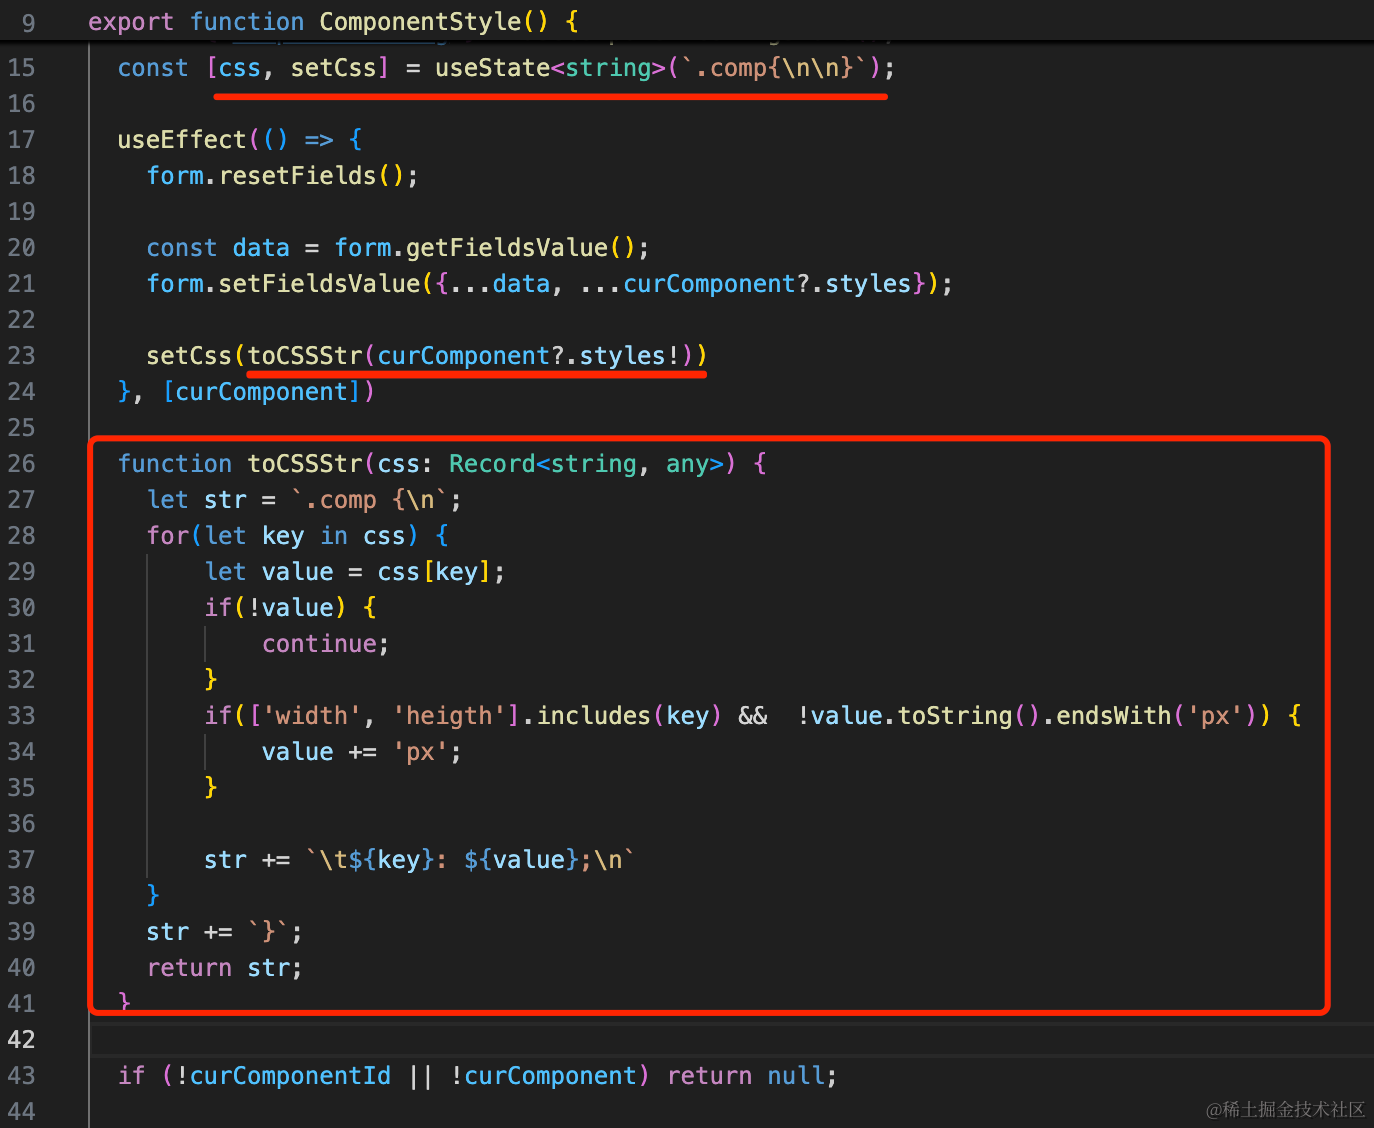 9 export function ComponentStyle() {
15 const [css, setCss] = useState<string>(`.comp{\n\n}`);
16
17 useEffect(() => {
18 form.resetFields();
19
20 const data = form.getFieldsValue();
21 form.setFieldsValue({...data, ...curComponent?.styles});
22
23 setCss(toCSSStr(curComponent?.styles!))
24 }, [curComponent])
25
26 function toCSSStr(css: Record<string, any>) {
27 let str = `.comp {\n`;
28 for(let key in css) {
29 let value = css[key];
30 if(!value) {
31 continue;
32 }
33 if(['width', 'heigth'].includes(key) &&  !value.toString().endsWith('px')) {
34 value += 'px';
35 }
36
37 str += `\t${key}: ${value};\n`
38 }
39 str += `}`;
40 return str;
41 }
42
43 if (!curComponentId || !curComponent) return null;
44
@稀土掘金技术社区